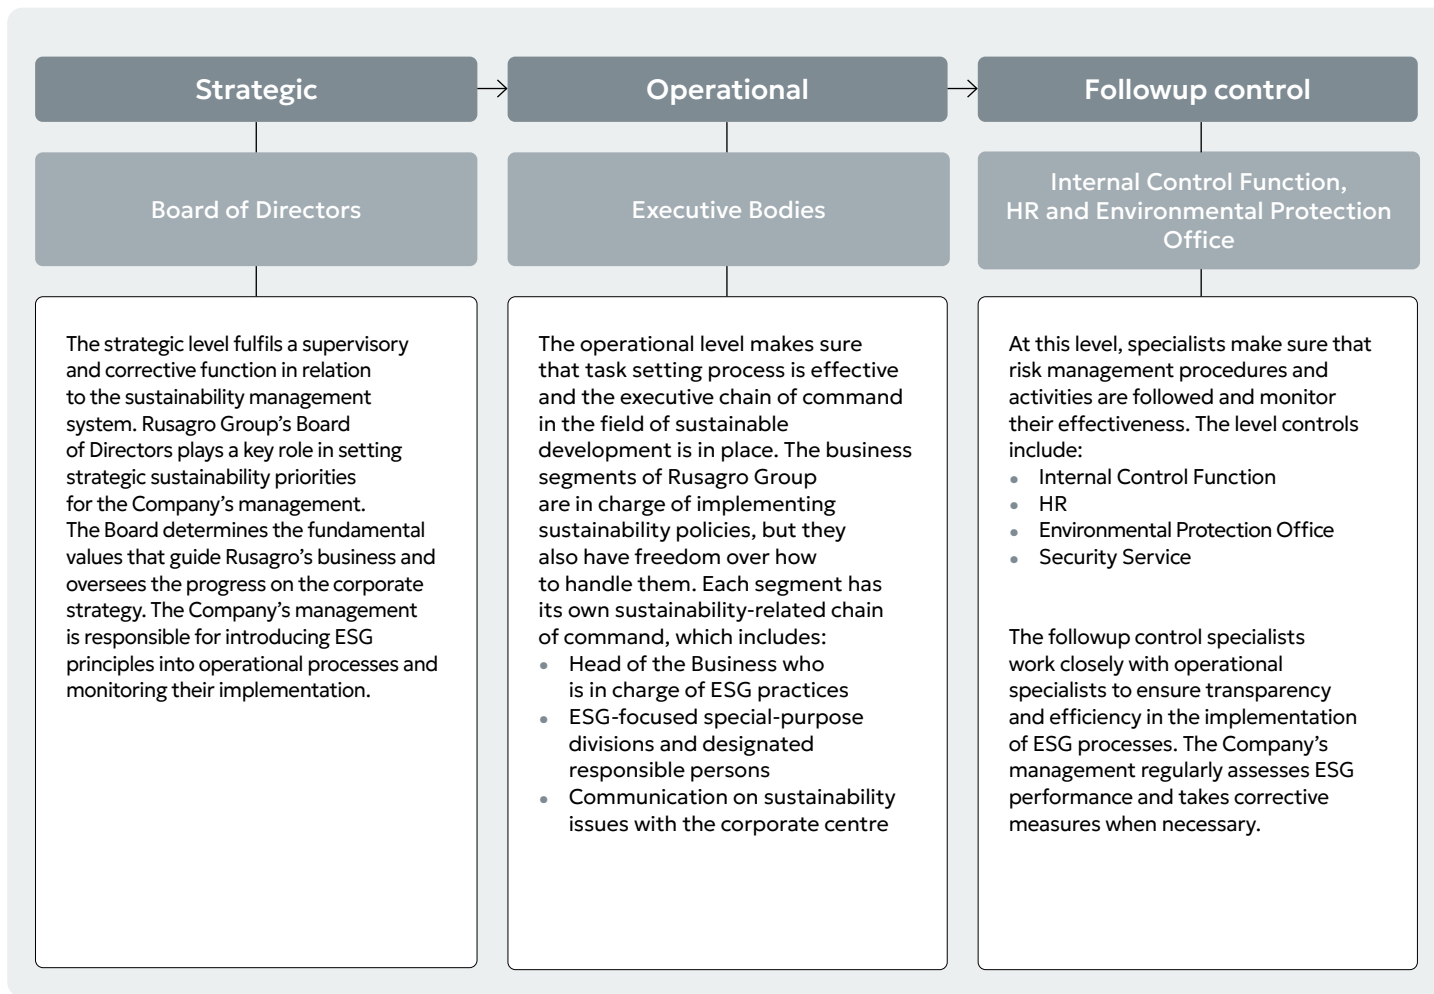 Strategic
Board of Directors
The strategic level fulfils a supervisory
and corrective function in relation
to the sustainability management
system. Rusagro Group's Board
of Directors plays a key role in setting
strategic sustainability priorities
for the Company's management.
The Board determines the fundamental
values that guide Rusagro's business and
oversees the progress on the corporate
strategy. The Company's management
is responsible for introducing ESG
principles into operational processes and
monitoring their implementation.
Operational
Executive Bodies
The operational level makes sure
that task setting process is effective
and the executive chain of command
in the field of sustainable
development is in place. The business
segments of Rusagro Group
are in charge of implementing
sustainability policies, but they
also have freedom over how
to handle them. Each segment has
its own sustainability-related chain
of command, which includes:
• Head of the Business who
is in charge of ESG practices
• ESG-focused special-purpose
divisions and designated
responsible persons
• Communication on sustainability
issues with the corporate centre
Followup control
Internal Control Function,
HR and Environmental Protection
Office
At this level, specialists make sure that
risk management procedures and
activities are followed and monitor
their effectiveness. The level controls
include:
• Internal Control Function
• HR
• Environmental Protection Office
• Security Service
The followup control specialists
work closely with operational
specialists to ensure transparency
and efficiency in the implementation
of ESG processes. The Company's
management regularly assesses ESG
performance and takes corrective
measures when necessary.